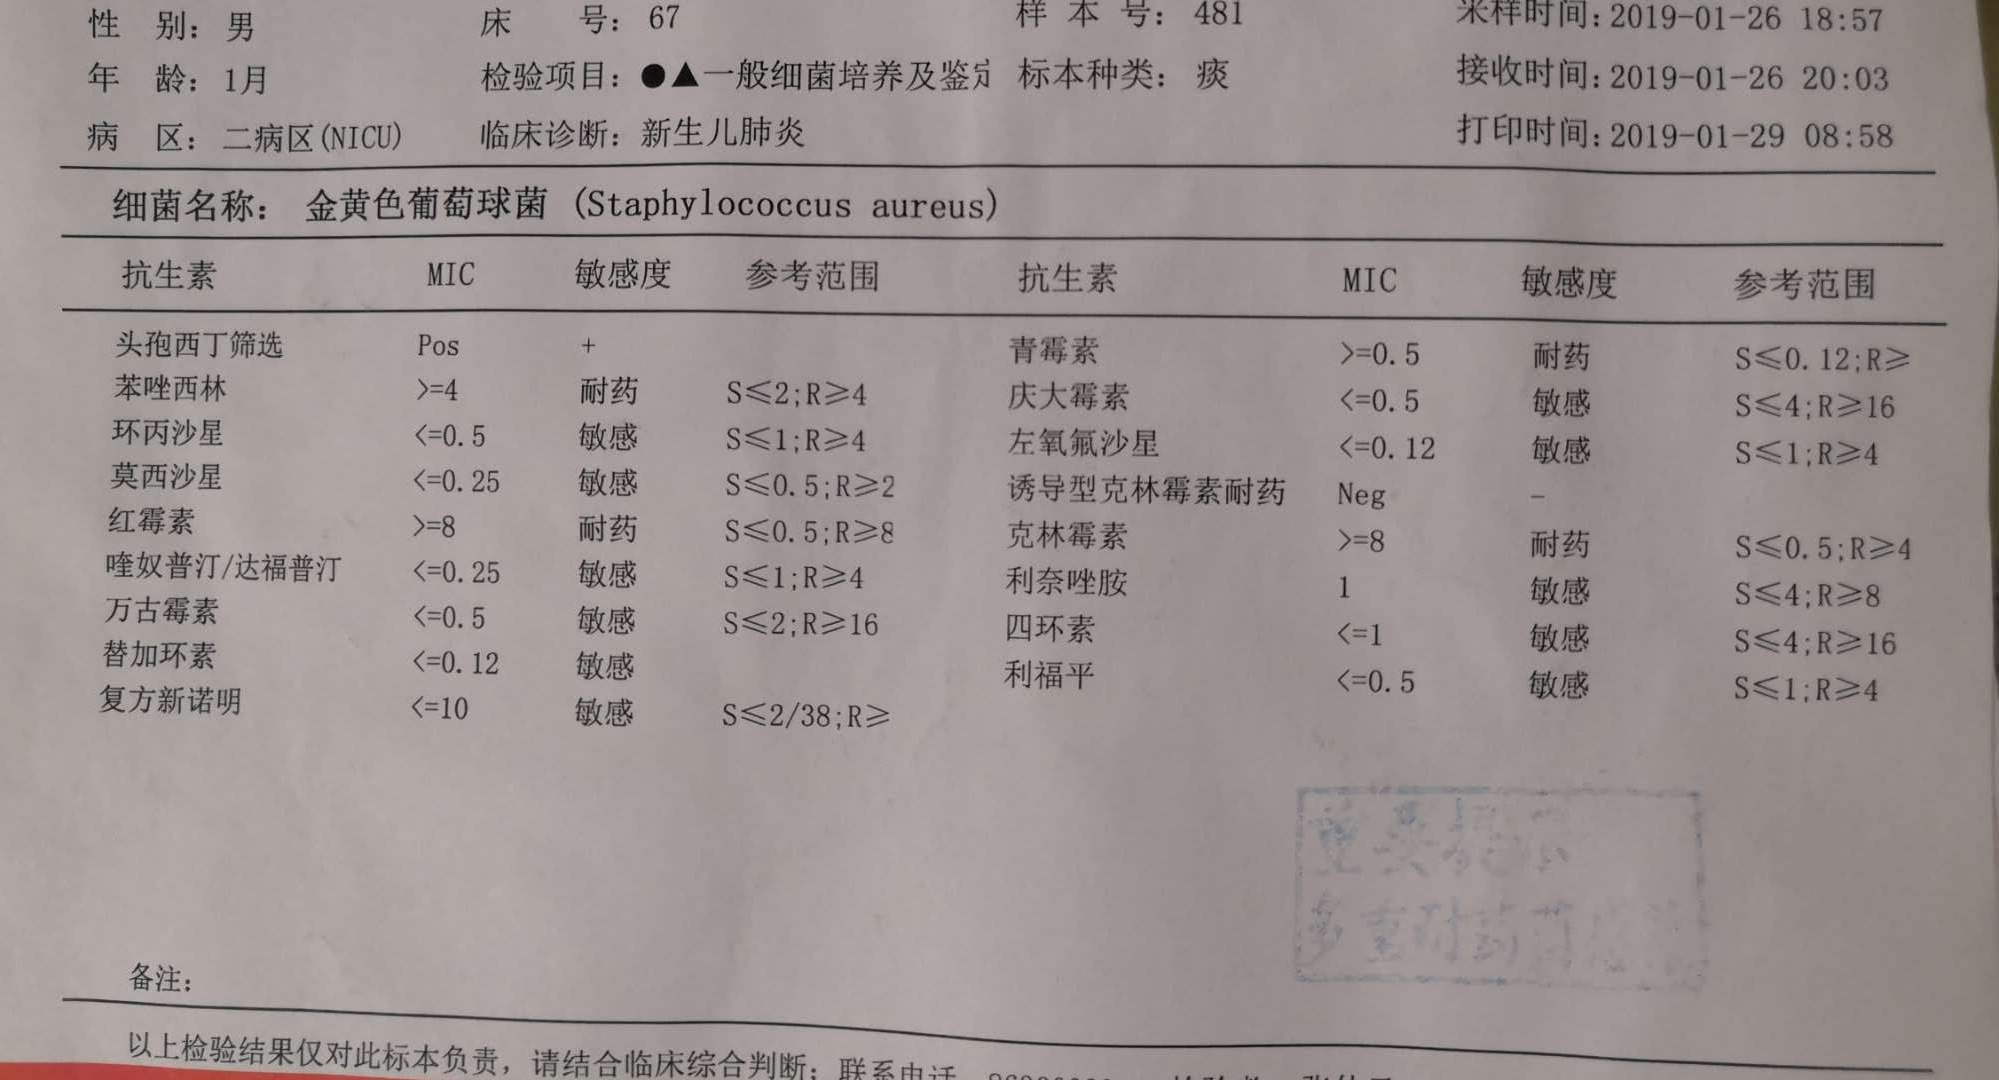 性 别: 男 床 号: 67 样 本 号: 481 采样时间: 2019-01-26 18:57
年 龄: 1月 检验项目: ●▲一般细菌培养及鉴定 标本种类: 痰 接收时间: 2019-01-26 20:03
病 区: 二病区(NICU) 临床诊断: 新生儿肺炎 打印时间: 2019-01-29 08:58
细菌名称: 金黄色葡萄球菌 (Staphylococcus aureus)
抗生素 MIC 敏感度 参考范围 抗生素 MIC 敏感度 参考范围
头孢西丁筛选 Pos + 青霉素 >=0.5 耐药 S≤0.12;R≥
苯唑西林 >=4 耐药 S≤2;R≥4 庆大霉素 <=0.5 敏感 S≤4;R≥16
环丙沙星 <=0.5 敏感 S≤1;R≥4 左氧氟沙星 <=0.12 敏感 S≤1;R≥4
莫西沙星 <=0.25 敏感 S≤0.5;R≥2 诱导型克林霉素耐药 Neg -
红霉素 >=8 耐药 S≤0.5;R≥8 克林霉素 >=8 耐药 S≤0.5;R≥4
喹奴普汀/达福普汀 <=0.25 敏感 S≤1;R≥4 利奈唑胺 1 敏感 S≤4;R≥8
万古霉素 <=0.5 敏感 S≤2;R≥16 四环素 <=1 敏感 S≤4;R≥16
替加环素 <=0.12 敏感 利福平 <=0.5 敏感 S≤1;R≥4
复方新诺明 <=10 敏感 S≤2/38;R≥
多重耐药菌
备注:
以上检验结果仅对此标本负责, 请结合临床综合判断; 联系电话